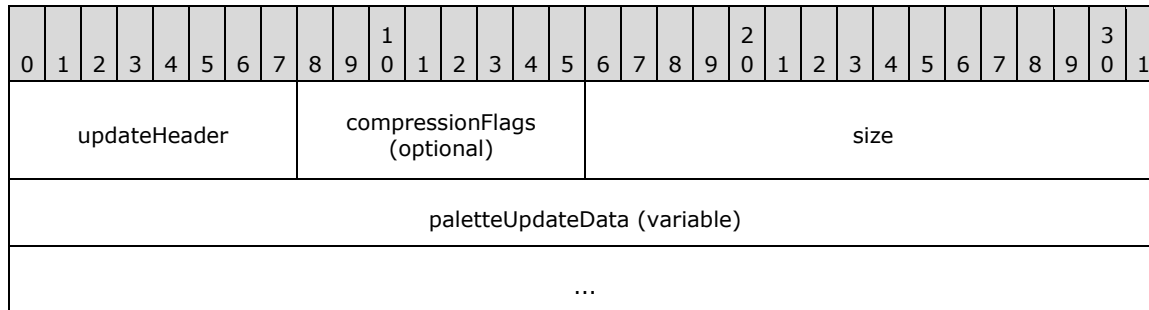 1 2 3
0 1 2 3 4 5 6 7 8 9 0 1 2 3 4 5 6 7 8 9 0 1 2 3 4 5 6 7 8 9 0 1
updateHeader compressionFlags size
(optional)
paletteUpdateData (variable)
...